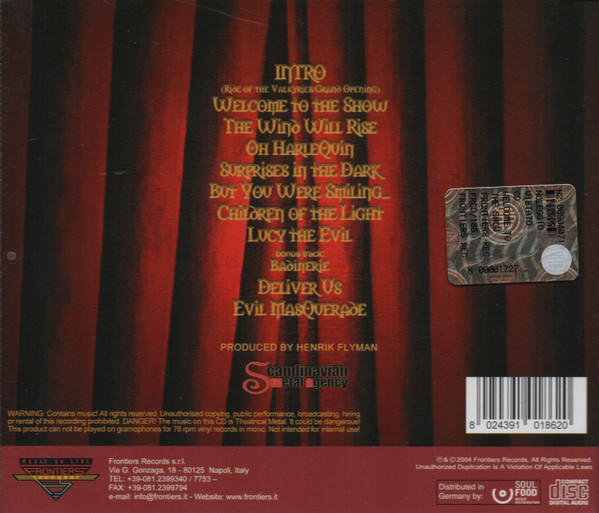 INTRO
(Ride of the Valkyries/Grand Opening)
Welcome to the Show
The Wind Will Rise
Oh Harlequin
Surprises in the Dark
But You Were Smiling...
Children of the Light
Lucy the Evil
bonus track:
Badinerie
Deliver Us
Evil Masquerade
PRODUCED BY HENRIK FLYMAN
Scandinavian
Metal Agency
N 00001727
WARNING: Contains music! All rights reserved. Unauthorised copying, public performance, broadcasting, hiring
or rental of this recording prohibited. DANGER! The music on this CD is Theatrical Metal. It could be dangerous!
This product can not be played on gramophones for 78 rpm vinyl records in mono. Not intended for internal use!
8 024391 018620
MUSIC ON LINE
FRONTIERS
RECORDS
Frontiers Records s.r.l.
Via G. Gonzaga, 18 - 80125 Napoli, Italy
TEL: +39-081.2399340 / 7753 –
FAX: +39-081.2399794
e-mail: info@frontiers.it - Website: www.frontiers.it
℗ & © 2004 Frontiers Records, All Rights Reserved.
Unauthorized Duplication Is A Violation Of Applicable Laws
Distributed in
Germany by:
SOUL
FOOD
COMPACT
disc
DIGITAL AUDIO